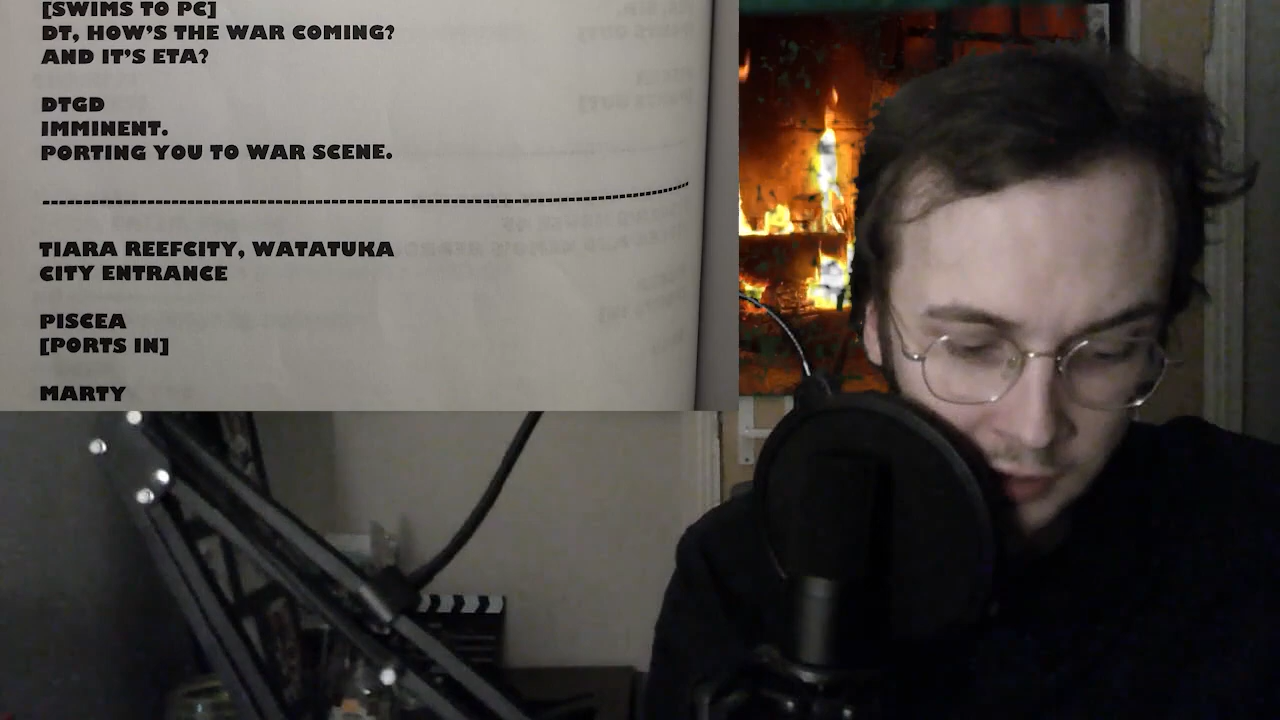 [SWIMS TO PC]
DT, HOW'S THE WAR COMING?
AND IT'S ETA?
DTGD
IMMINENT.
PORTING YOU TO WAR SCENE.
TIARA REEFCITY, WATATUKA
CITY ENTRANCE
PISCEA
[PORTS IN]
MARTY